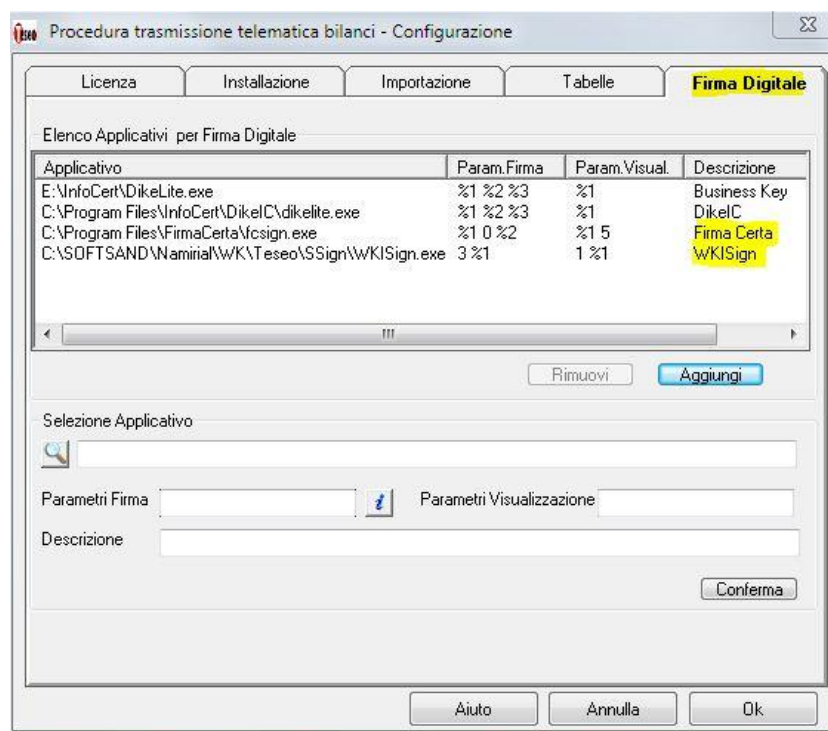 Teseo Procedura trasmissione telematica bilanci - Configurazione
Licenza Installazione Importazione Tabelle Firma Digitale
Elenco Applicativi per Firma Digitale
Applicativo Param.Firma Param.Visual. Descrizione
E:\InfoCert\DikeLite.exe %1 %2 %3 %1 Business Key
C:\Program Files\InfoCert\DikeIC\dikelite.exe %1 %2 %3 %1 DikeIC
C:\Program Files\FirmaCerta\fcsign.exe %1 0 %2 %1 5 Firma Certa
C:\SOFTSAND\Namirial\WK\Teseo\SSign\WKISign.exe 3 %1 1 %1 WKISign
Rimuovi Aggiungi
Selezione Applicativo
Parametri Firma i Parametri Visualizzazione
Descrizione
Conferma
Aiuto Annulla Ok